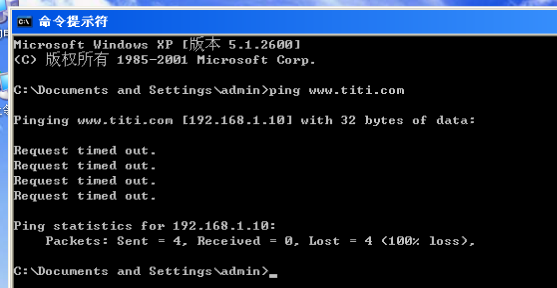 命令提示符
Microsoft Windows XP [版本 5.1.2600]
(C) 版权所有 1985-2001 Microsoft Corp.
C:\Documents and Settings\admin>ping www.titi.com
Pinging www.titi.com [192.168.1.10] with 32 bytes of data:
Request timed out.
Request timed out.
Request timed out.
Request timed out.
Ping statistics for 192.168.1.10:
Packets: Sent = 4, Received = 0, Lost = 4 (100% loss),
C:\Documents and Settings\admin>_